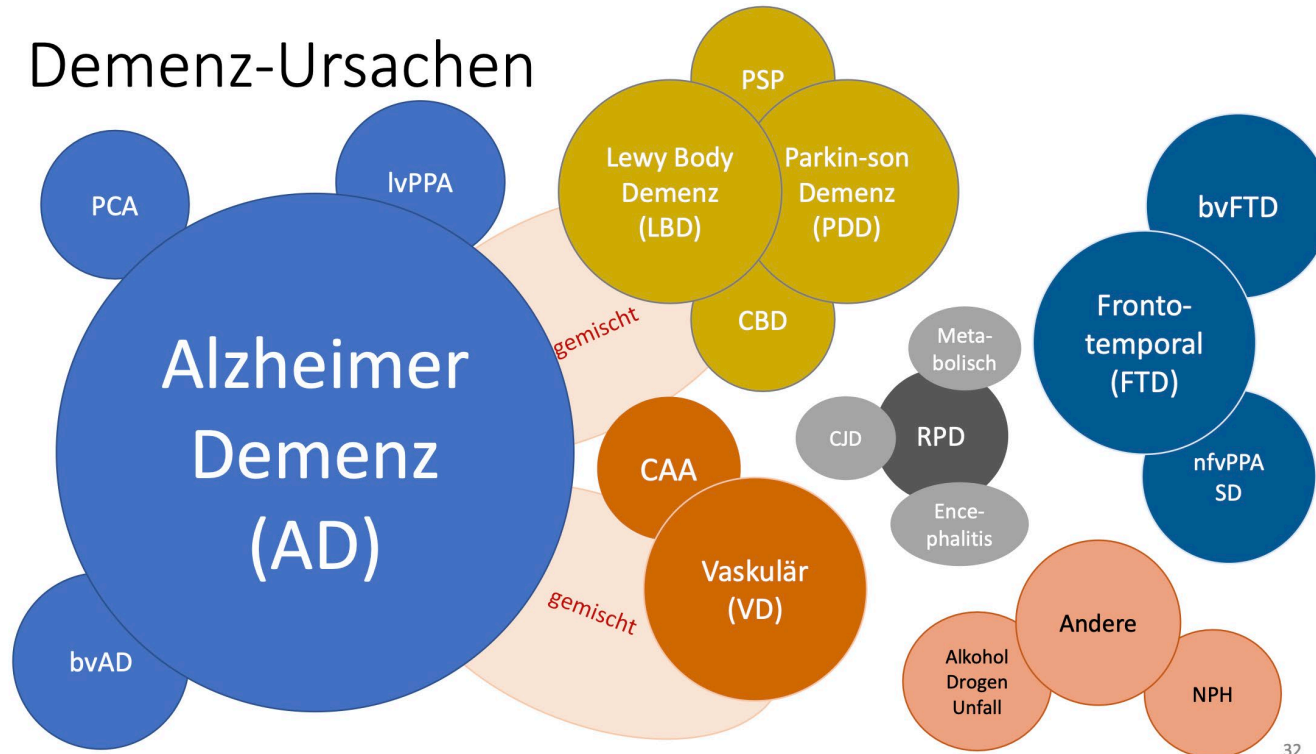 Demenz-Ursachen
PCA
lvPPA
Alzheimer
Demenz
(AD)
bvAD
gemischt
gemischt
PSP
Lewy Body
Demenz
(LBD)
Parkin-son
Demenz
(PDD)
CBD
CAA
Vaskulär
(VD)
Meta-
bolisch
CJD
RPD
Ence-
phalitis
bvFTD
Fronto-
temporal
(FTD)
nfvPPA
SD
Andere
Alkohol
Drogen
Unfall
NPH
32